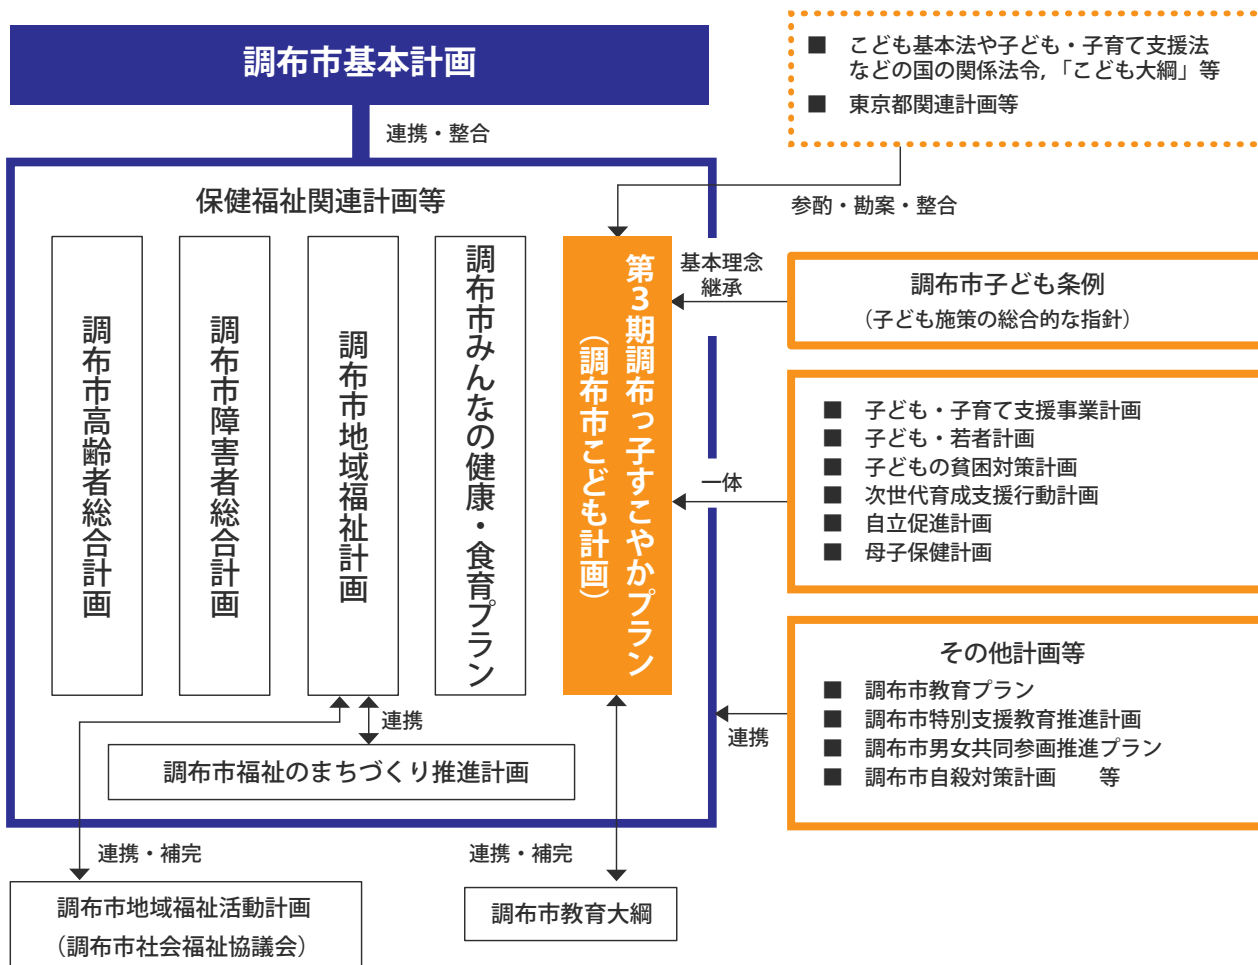 調布市基本計画
連携・整合
■ こども基本法や子ども・子育て支援法
などの国の関係法令,「こども大綱」等
■ 東京都関連計画等
参酌・勘案・整合
保健福祉関連計画等
調布市高齢者総合計画
調布市障害者総合計画
調布市地域福祉計画
調布市みんなの健康・食育プラン
第3期調布っ子すこやかプラン
(調布市こども計画)
基本理念
継承
調布市子ども条例
(子ども施策の総合的な指針)
一体
■ 子ども・子育て支援事業計画
■ 子ども・若者計画
■ 子どもの貧困対策計画
■ 次世代育成支援行動計画
■ 自立促進計画
■ 母子保健計画
連携
その他計画等
■ 調布市教育プラン
■ 調布市特別支援教育推進計画
■ 調布市男女共同参画推進プラン
■ 調布市自殺対策計画 等
連携
調布市福祉のまちづくり推進計画
連携・補完
調布市地域福祉活動計画
(調布市社会福祉協議会)
連携・補完
調布市教育大綱